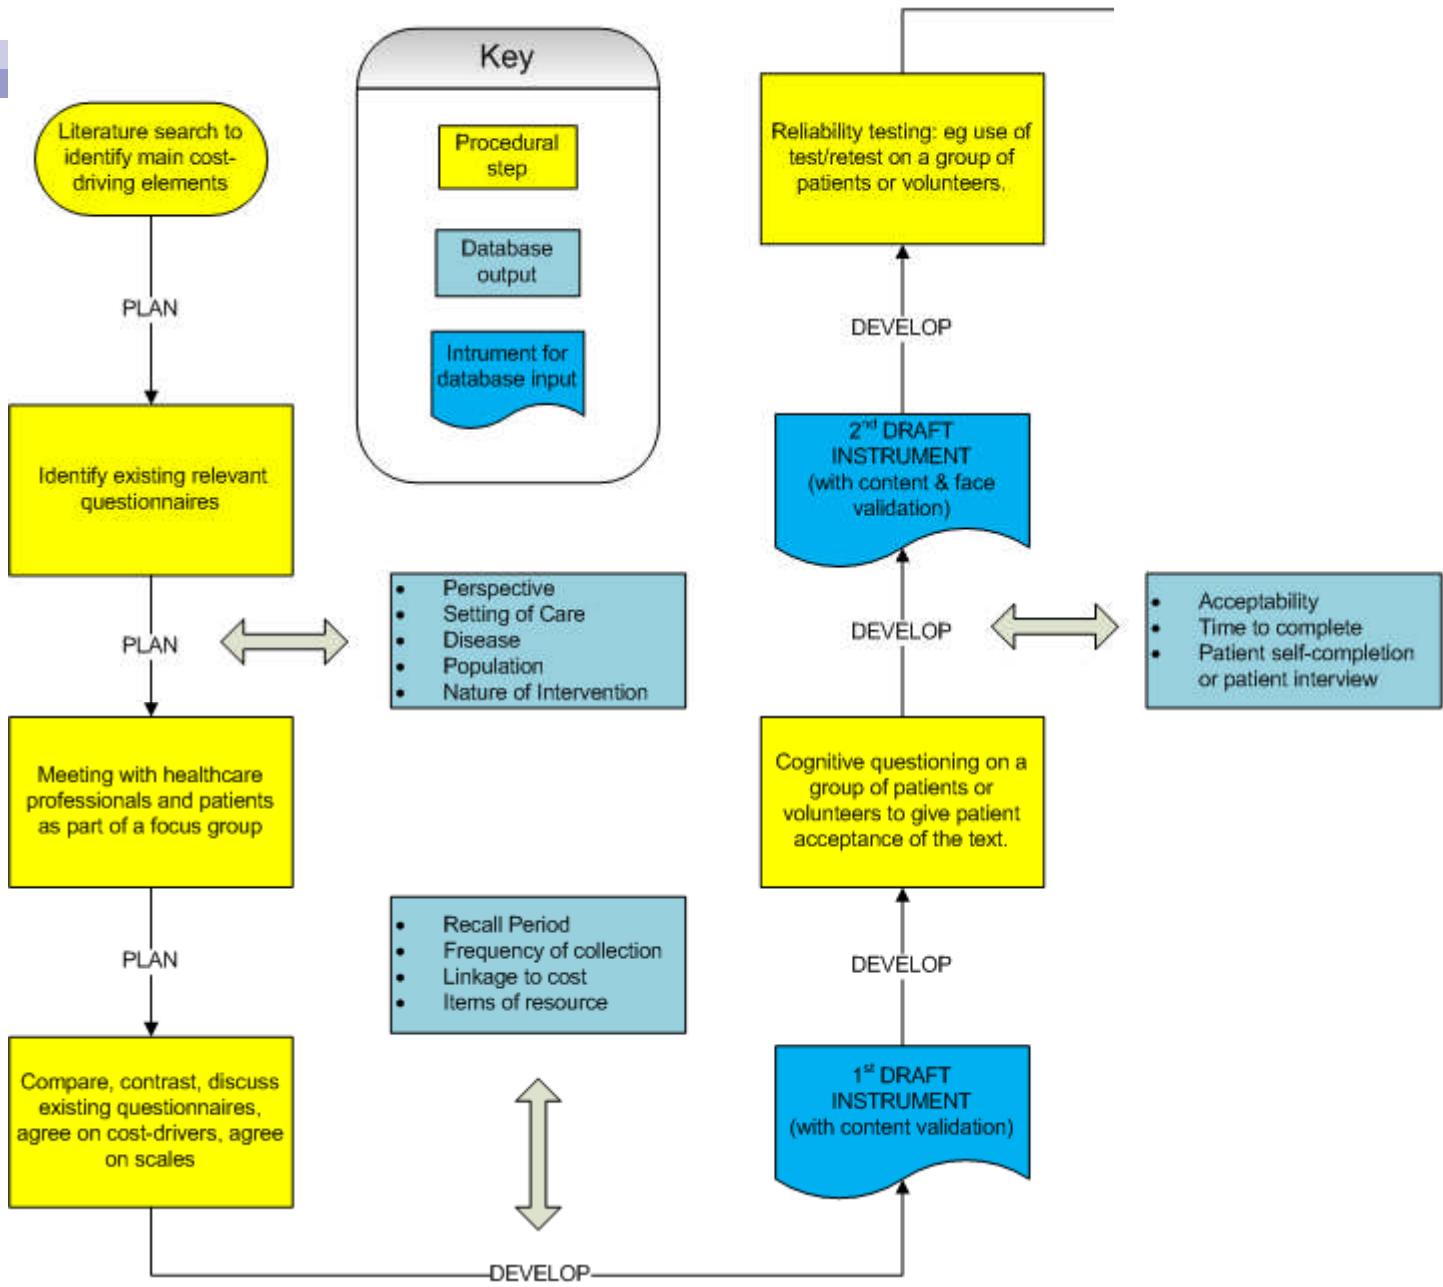 Key
Procedural
step
Database
output
Intrument for
database input
Literature search to
identify main cost-
driving elements
PLAN
Identify existing relevant
questionnaires
PLAN
• Perspective
• Setting of Care
• Disease
• Population
• Nature of Intervention
Meeting with healthcare
professionals and patients
as part of a focus group
PLAN
• Recall Period
• Frequency of collection
• Linkage to cost
• Items of resource
Compare, contrast, discuss
existing questionnaires,
agree on cost-drivers, agree
on scales
DEVELOP
1st DRAFT
INSTRUMENT
(with content validation)
DEVELOP
Cognitive questioning on a
group of patients or
volunteers to give patient
acceptance of the text.
DEVELOP
• Acceptability
• Time to complete
• Patient self-completion
or patient interview
2nd DRAFT
INSTRUMENT
(with content & face
validation)
DEVELOP
Reliability testing: eg use of
test/retest on a group of
patients or volunteers.